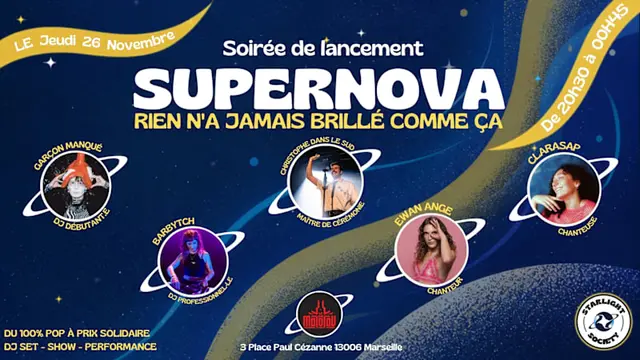 LE Jeudi 26 Novembre
Soirée de lancement
De 20h30 à 00H45
SUPERNOVA
RIEN N'A JAMAIS BRILLÉ COMME ÇA
GARÇON MANQUÉ
DJ DÉBUTANT.E
CHRISTOPHE DANS LE SUD
MAÎTRE DE CÉRÉMONIE
CLARASAP
CHANTEUSE
BARBYTCH
DJ PROFESSIONNEL·LE
EWAN ANGE
CHANTEUR
DU 100% POP À PRIX SOLIDAIRE
DJ SET - SHOW - PERFORMANCE
MOLOTOV
3 Place Paul Cézanne 13006 Marseille
STARLIGHT
SOCIETY